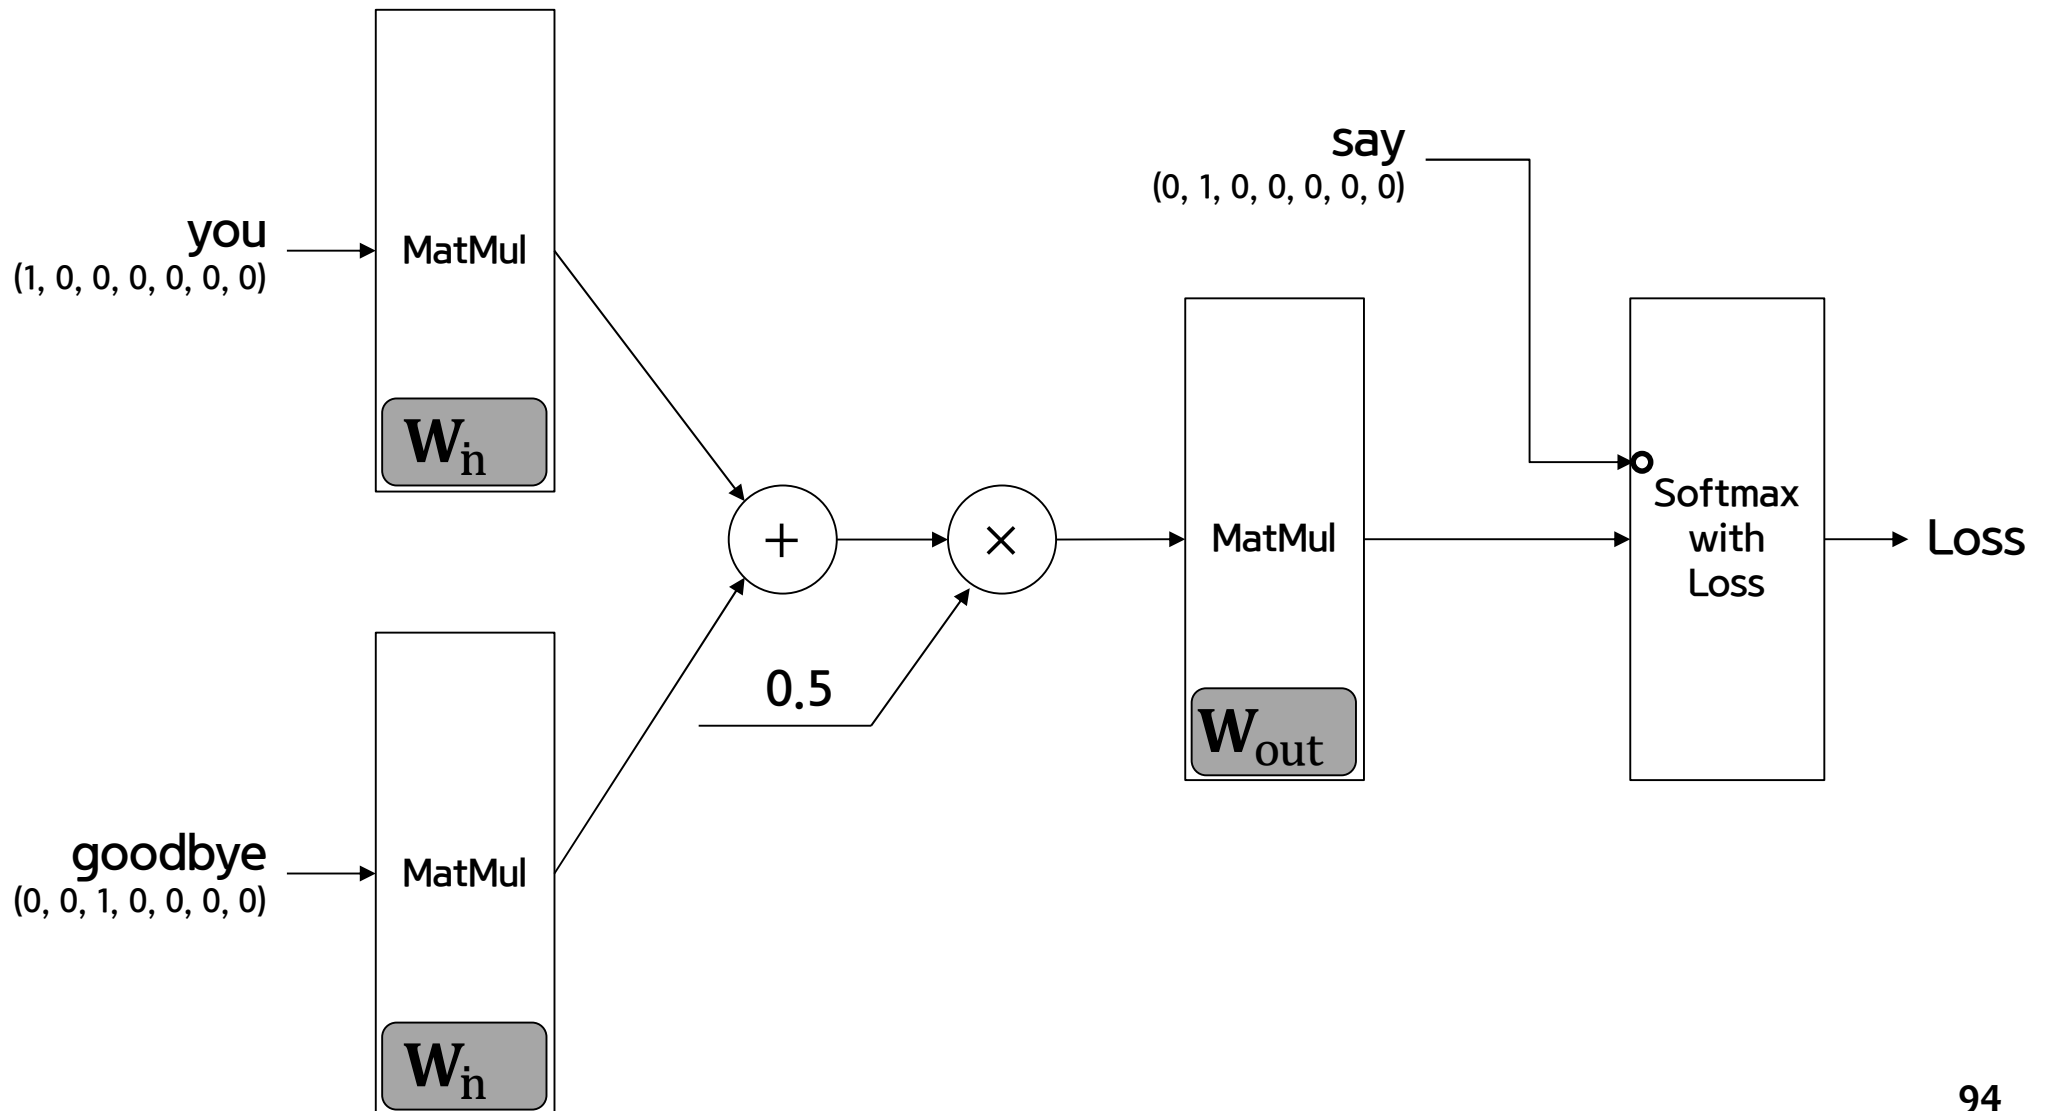 you
(1, 0, 0, 0, 0, 0, 0)
MatMul
W_in
goodbye
(0, 0, 1, 0, 0, 0, 0)
MatMul
W_in
+
×
0.5
say
(0, 1, 0, 0, 0, 0, 0)
MatMul
W_out
Softmax
with
Loss
Loss
94